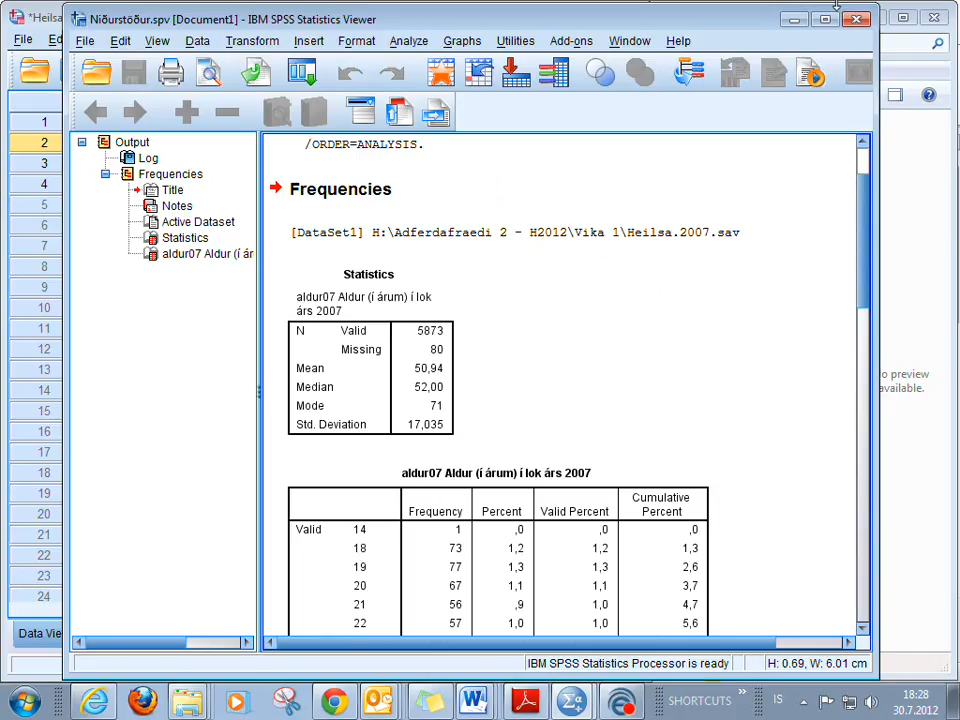 *Heilsa
Niðurstöður.spv [Document1] - IBM SPSS Statistics Viewer
File
File Edit View Data Transform Insert Format Analyze Graphs Utilities Add-ons Window Help
1
2
3
4
5
6
7
8
9
10
11
12
13
14
15
16
17
18
19
20
21
22
23
24
Output
Log
Frequencies
Title
Notes
Active Dataset
Statistics
aldur07 Aldur (í ár
/ORDER=ANALYSIS.
Frequencies
[DataSet1] H:\Adferdafraedi 2 - H2012\Vika 1\Heilsa.2007.sav
Statistics
aldur07 Aldur (í árum) í lok
árs 2007
N Valid 5873
Missing 80
Mean 50,94
Median 52,00
Mode 71
Std. Deviation 17,035
aldur07 Aldur (í árum) í lok árs 2007
Frequency Percent Valid Percent Cumulative Percent
Valid 14 1 ,0 ,0 ,0
18 73 1,2 1,2 1,3
19 77 1,3 1,3 2,6
20 67 1,1 1,1 3,7
21 56 ,9 1,0 4,7
22 57 1,0 1,0 5,6
o preview
available.
Data Vie
IBM SPSS Statistics Processor is ready
H: 0.69, W: 6.01 cm
SHORTCUTS
IS
18:28
30.7.2012